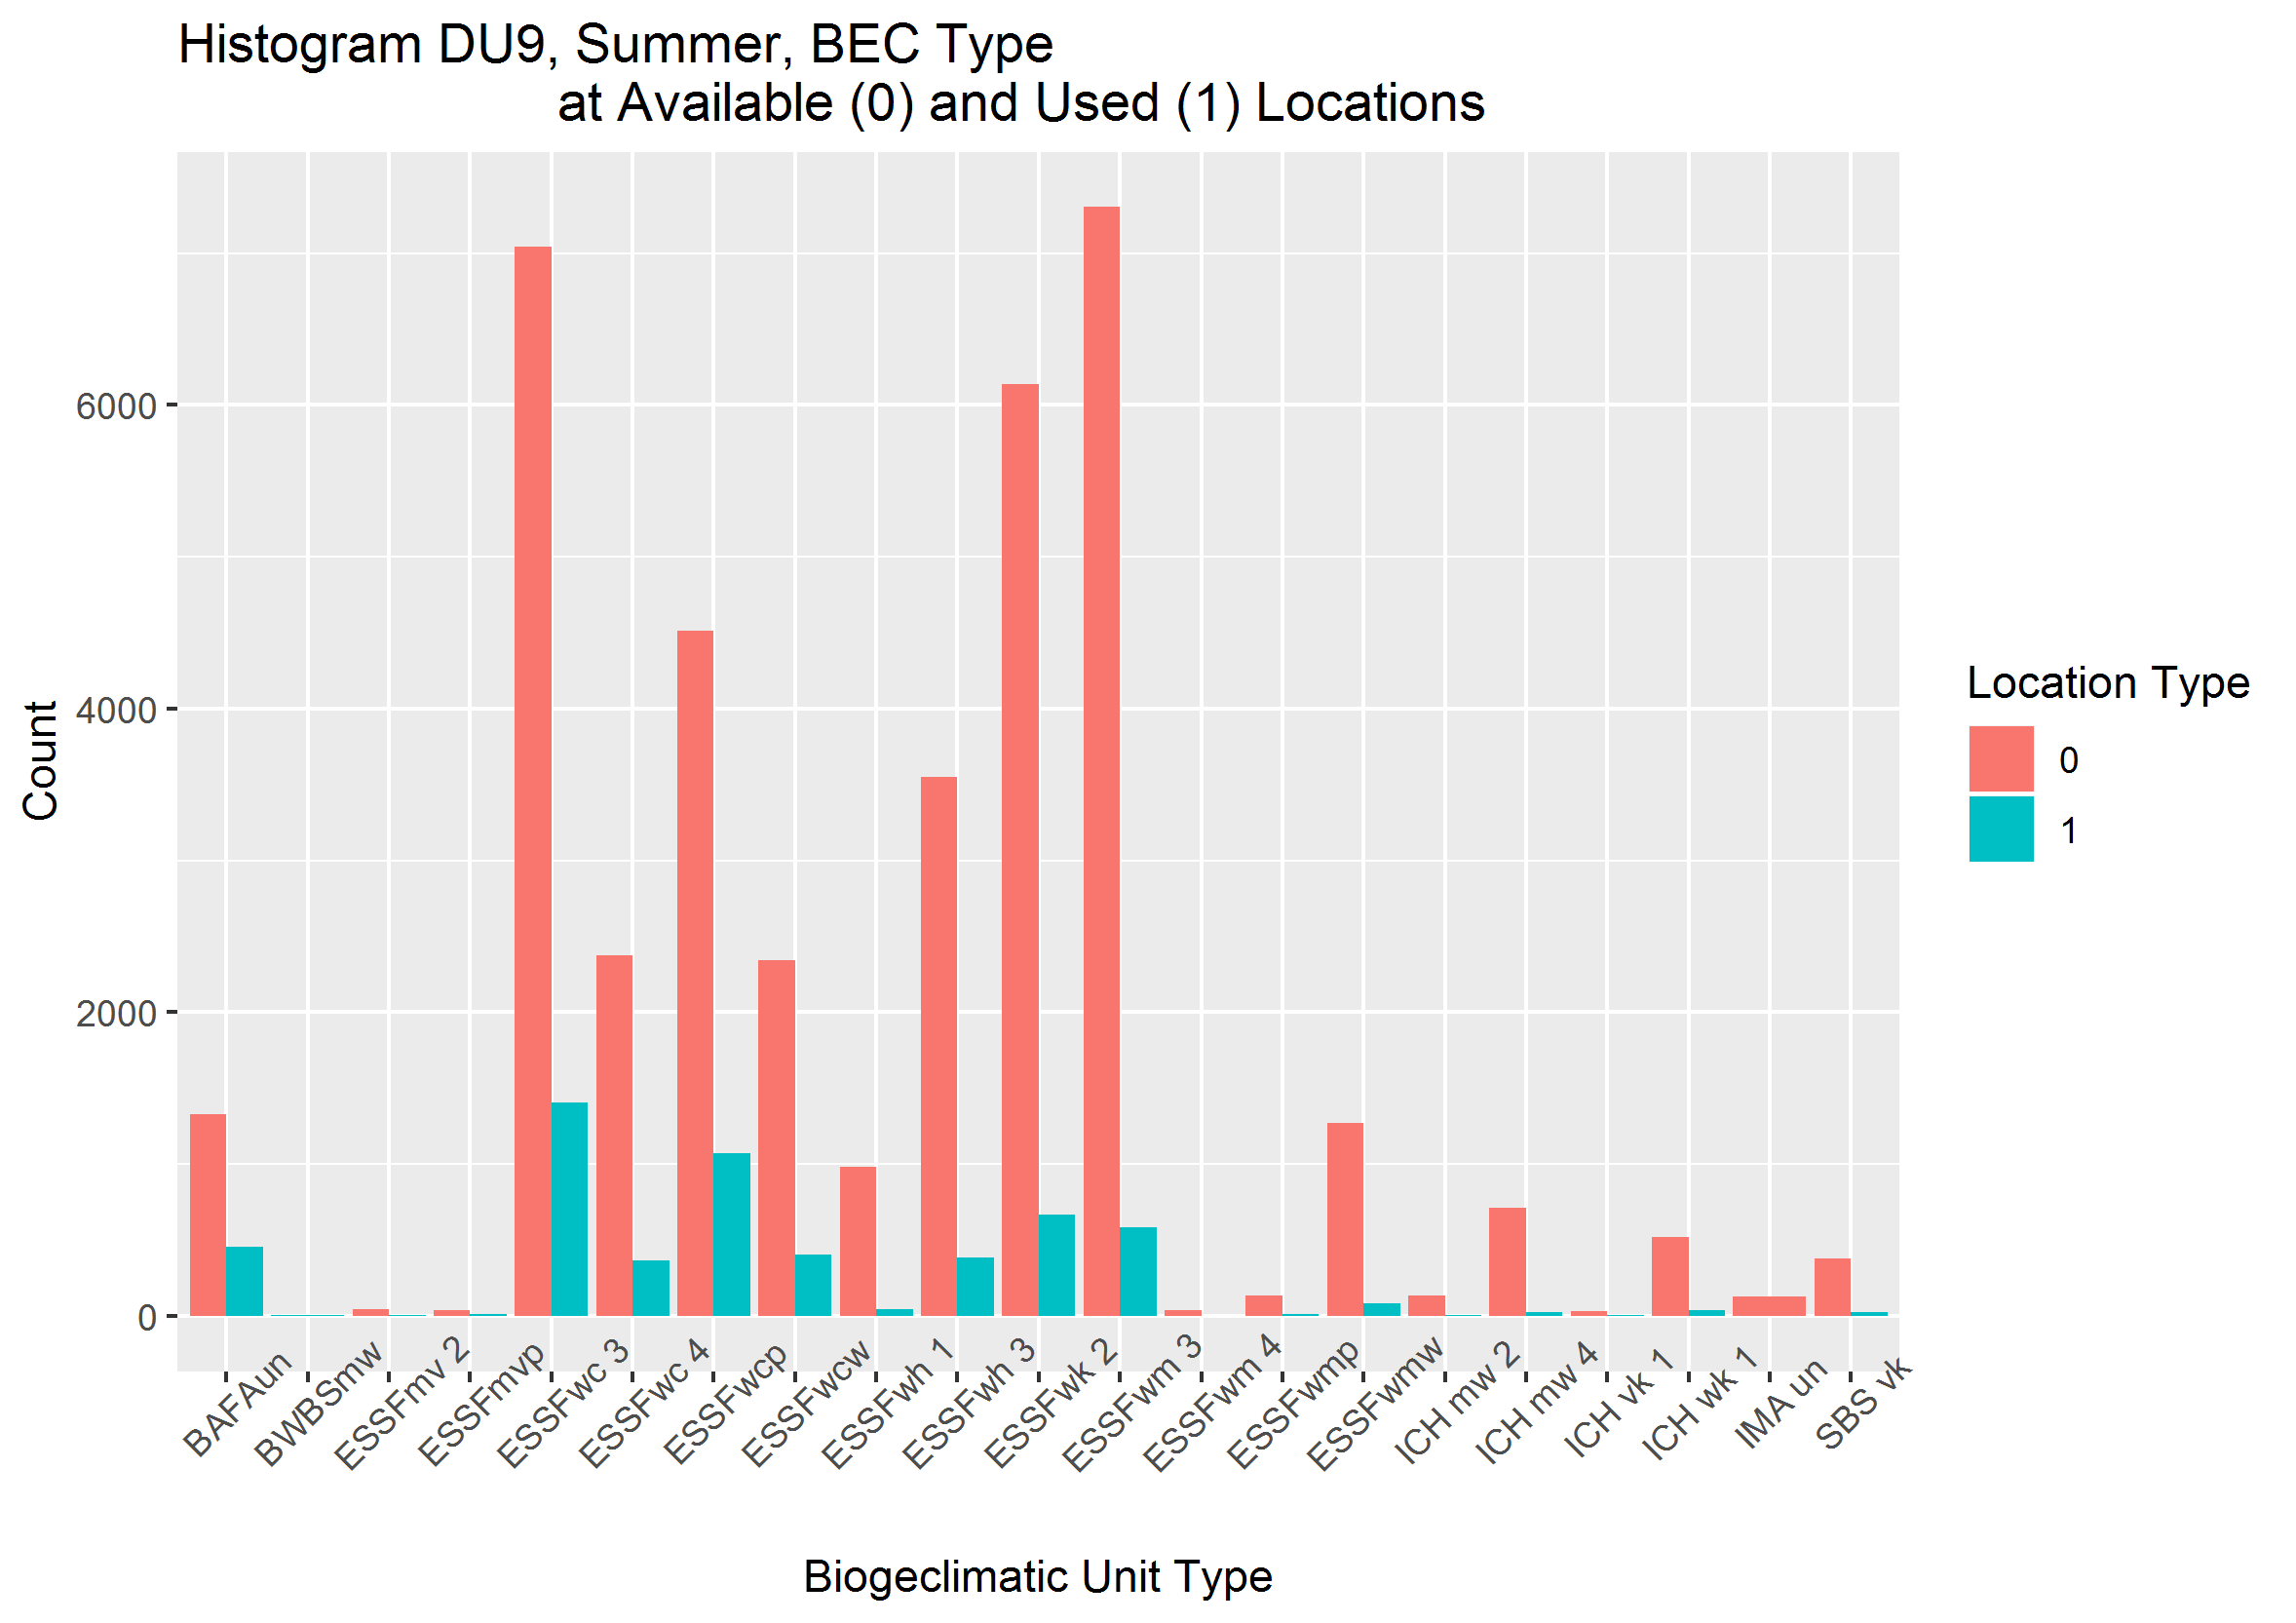 Histogram DU9, Summer, BEC Type
at Available (0) and Used (1) Locations
Count
6000
4000
2000
0
BAFAun
BWBSmw
ESSFmv 2
ESSFmvp
ESSFwc 3
ESSFwc 4
ESSFwcp
ESSFwcw
ESSFwh 1
ESSFwh 3
ESSFwk 2
ESSFwm 3
ESSFwm 4
ESSFwmp
ESSFwmw
ICH mw 2
ICH mw 4
ICH vk 1
ICH wk 1
IMA un
SBS vk
Biogeclimatic Unit Type
Location Type
0
1